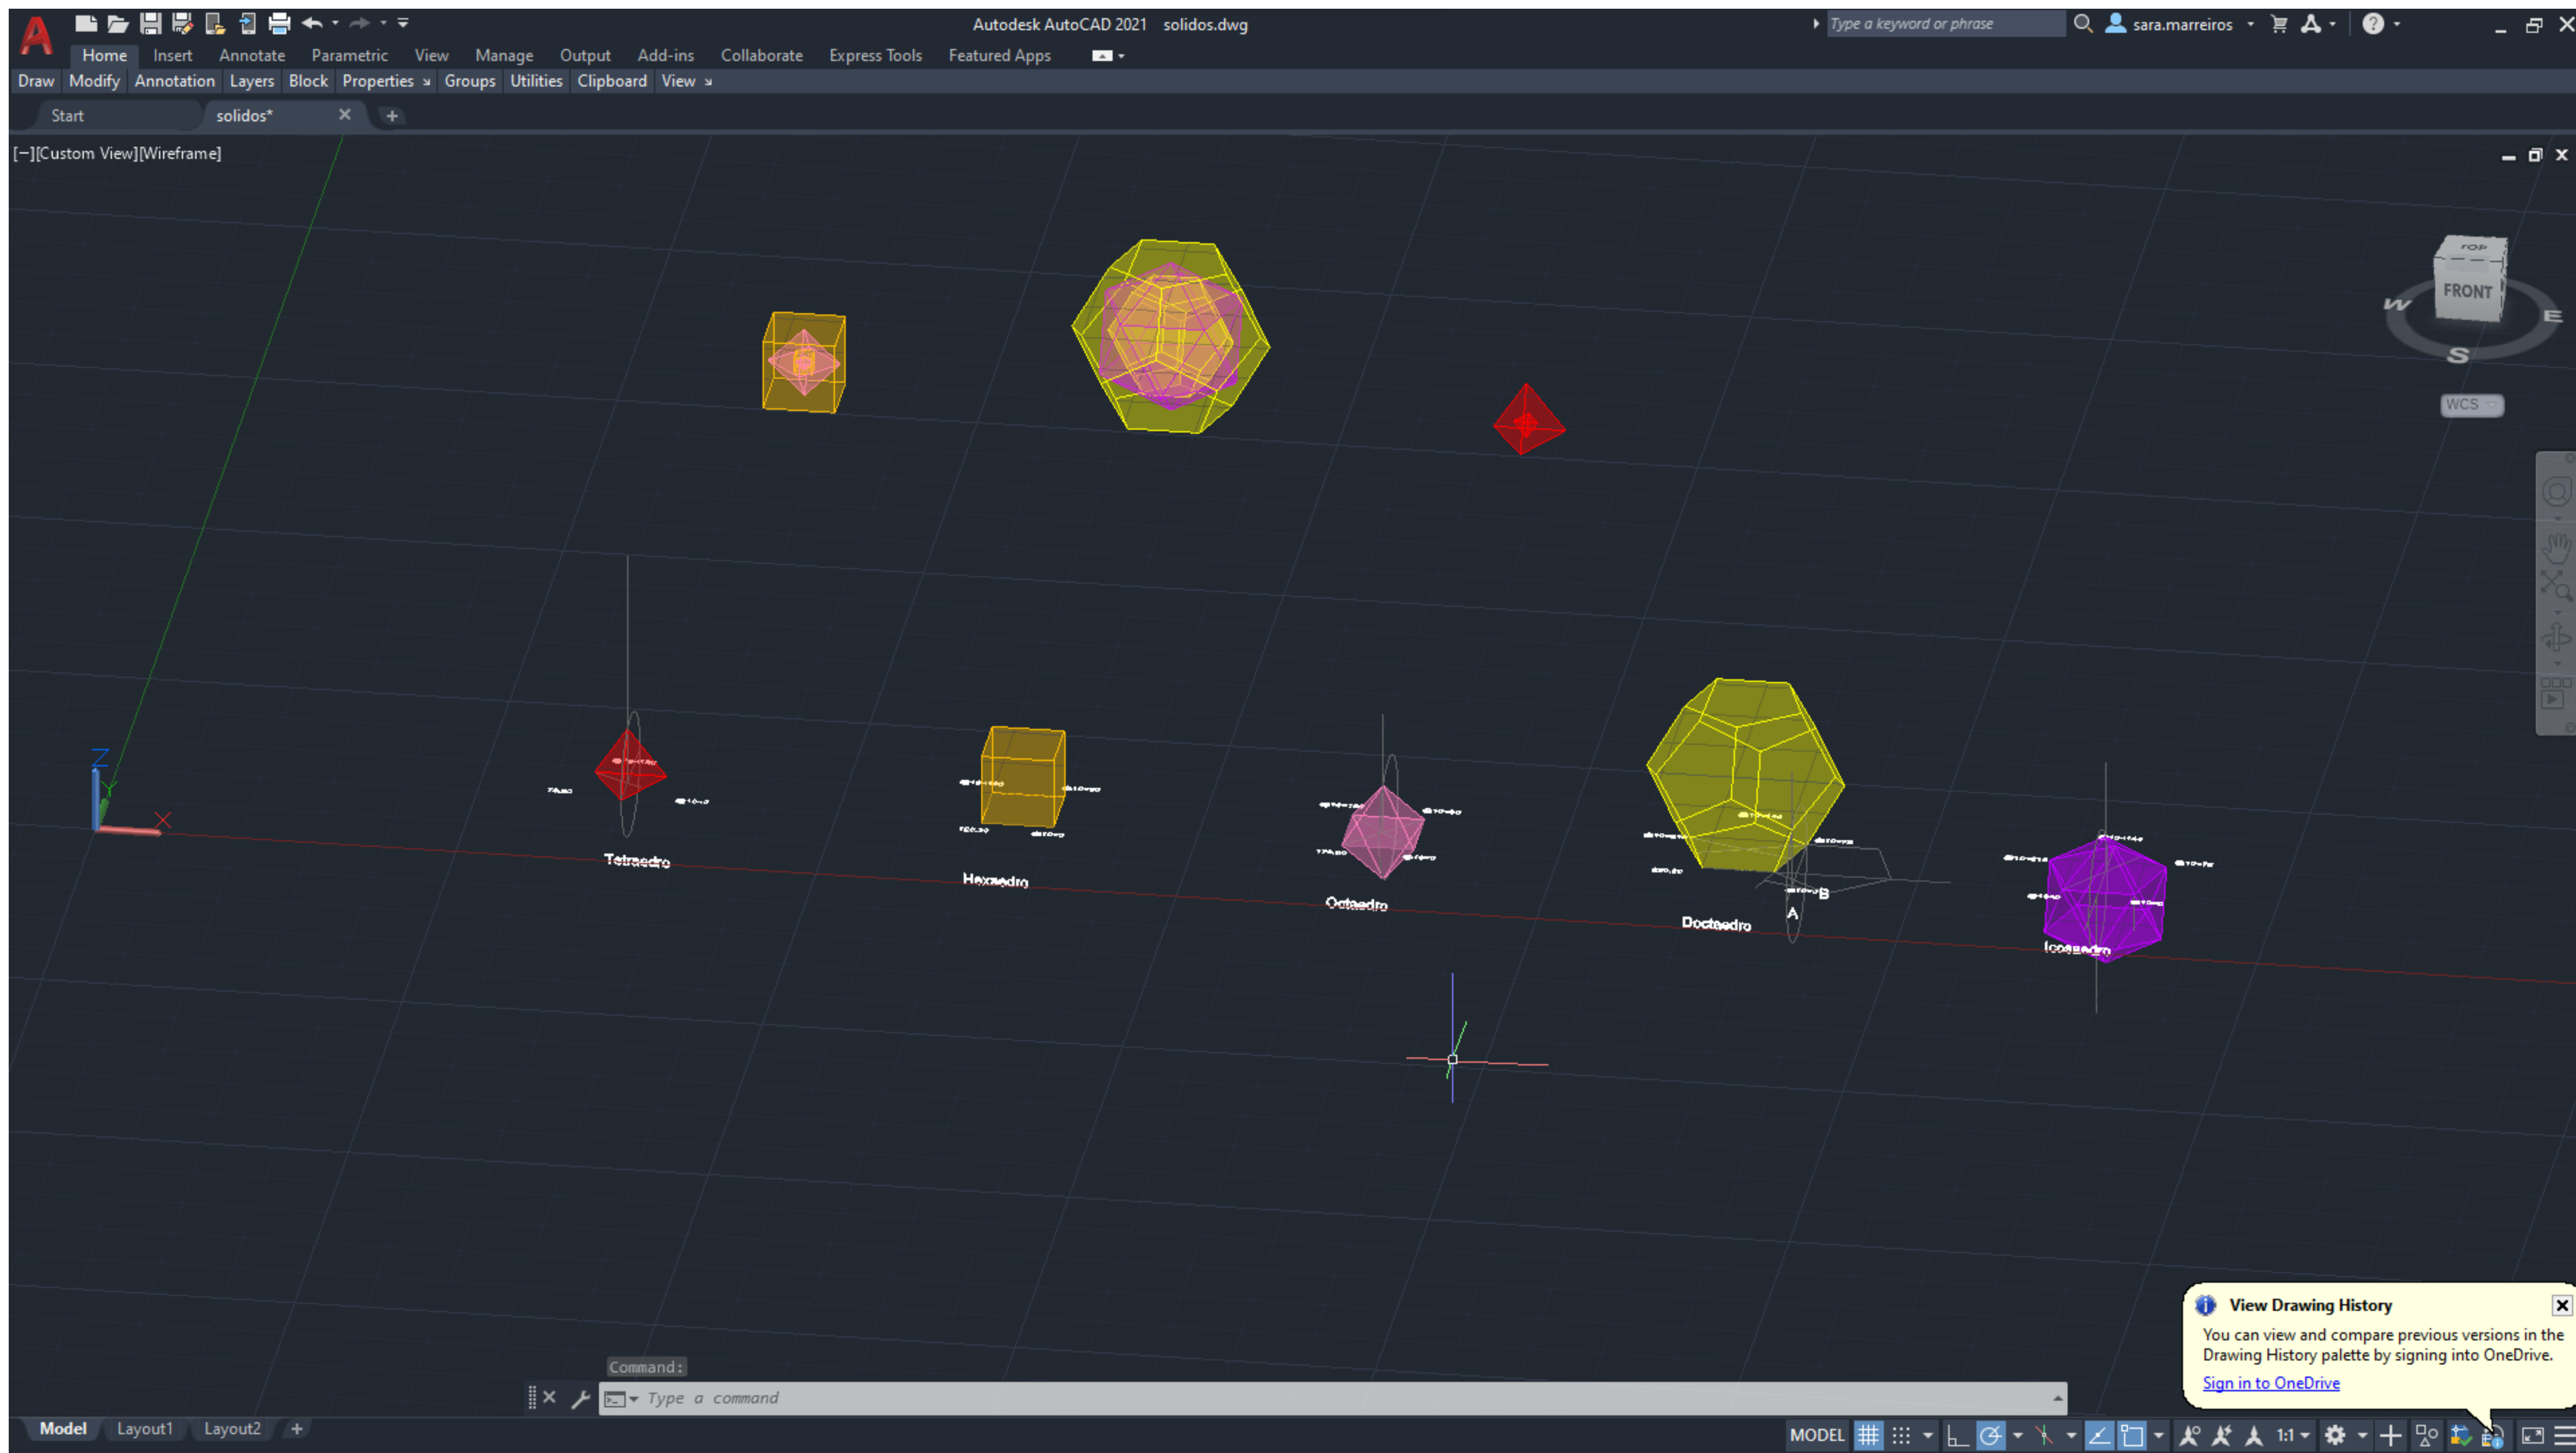 Autodesk AutoCAD 2021 solidos.dwg
Type a keyword or phrase
sara.marreiros
Home Insert Annotate Parametric View Manage Output Add-ins Collaborate Express Tools Featured Apps
Draw Modify Annotation Layers Block Properties Groups Utilities Clipboard View
Start solidos*
[−][Custom View][Wireframe]
TOP
FRONT
W
E
S
WCS
Z
Y
X
Tetraedro
Hexaedro
Octaedro
Doctaedro
A
B
Icosaedro
View Drawing History
You can view and compare previous versions in the
Drawing History palette by signing into OneDrive.
Sign in to OneDrive
Command:
Type a command
Model Layout1 Layout2
MODEL
1:1